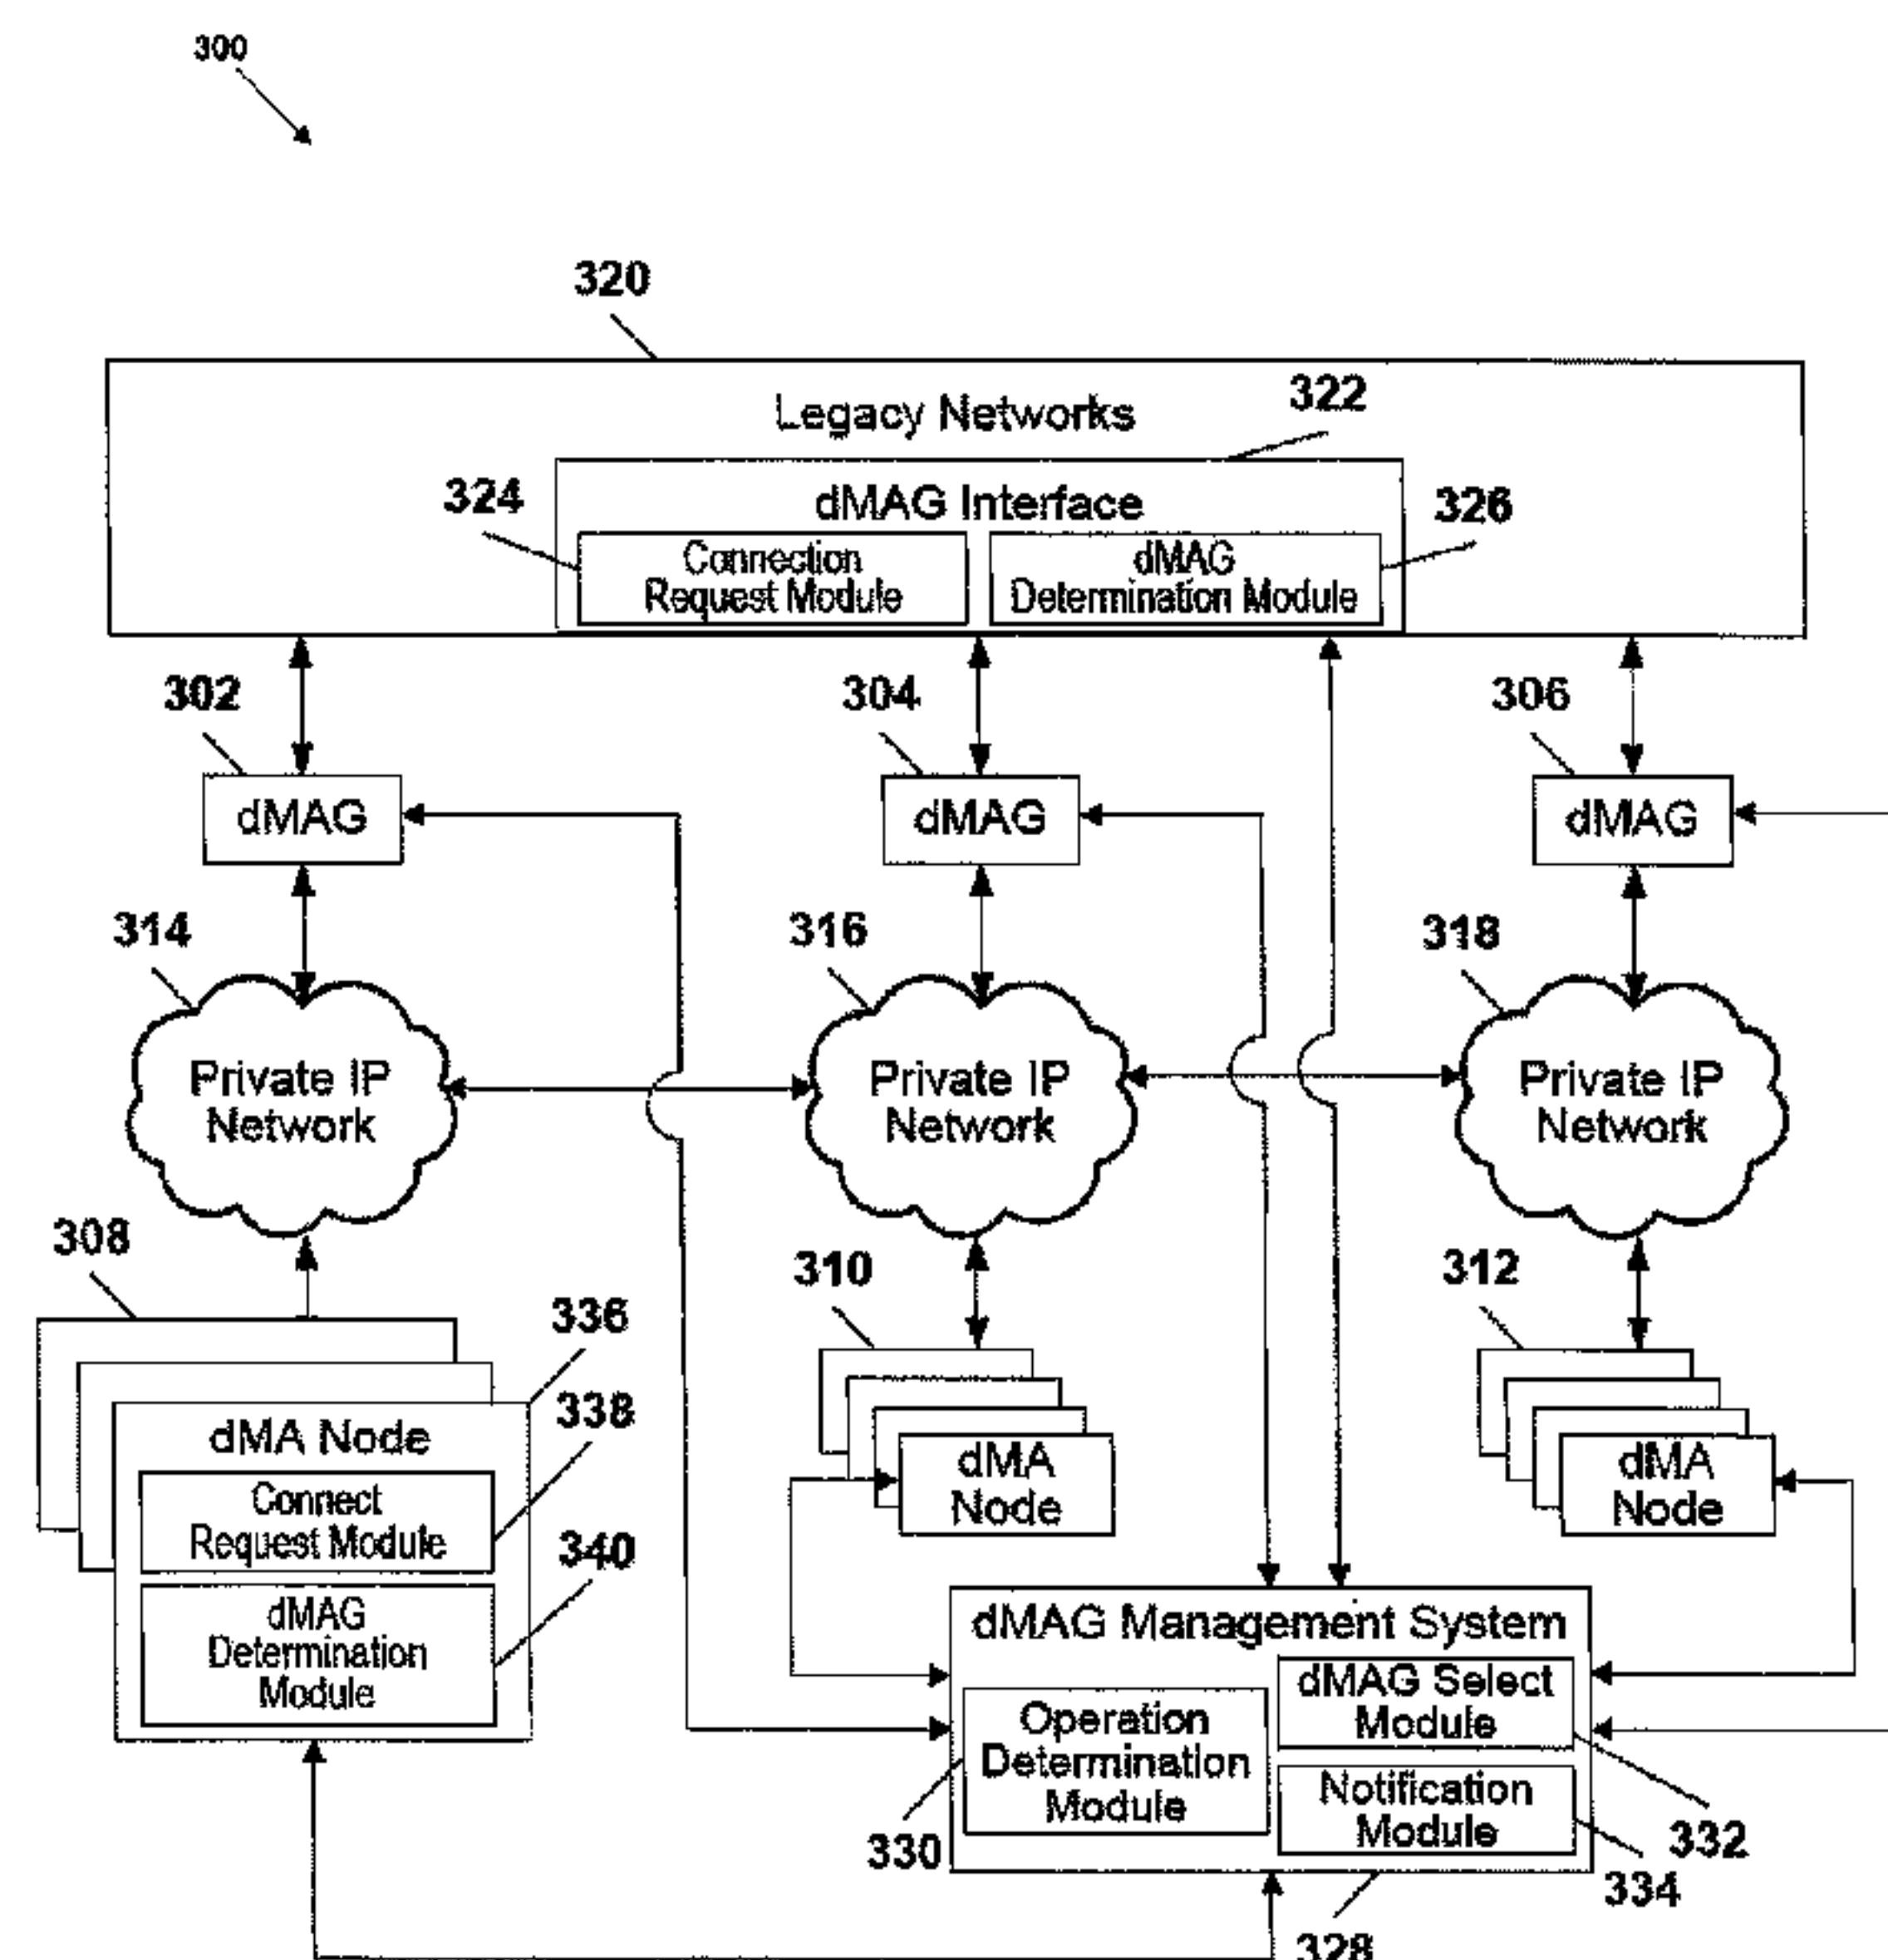 300
320
Legacy Networks
322
324
dMAG Interface
326
Connection
Request Module
dMAG
Determination Module
302
304
306
dMAG
dMAG
dMAG
314
316
318
Private IP
Network
Private IP
Network
Private IP
Network
308
310
312
336
338
dMA Node
Connect
Request Module
340
dMAG
Determination
Module
dMA
Node
dMA
Node
dMAG Management System
dMAG Select
Module
Operation
Determination
Module
Notification
Module
330
332
334
328